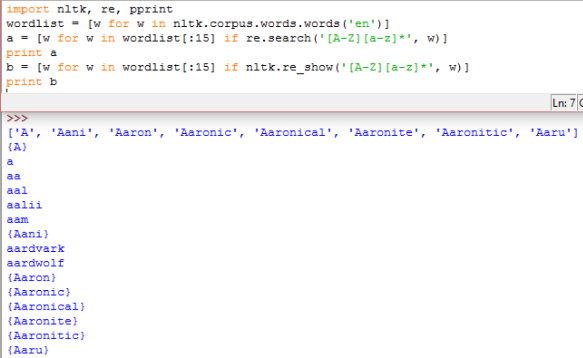 import nltk, re, pprint
wordlist = [w for w in nltk.corpus.words.words('en')]
a = [w for w in wordlist[:15] if re.search('[A-Z][a-z]*', w)]
print a
b = [w for w in wordlist[:15] if nltk.re_show('[A-Z][a-z]*', w)]
print b
Ln: 7
>>>
['A', 'Aani', 'Aaron', 'Aaronic', 'Aaronical', 'Aaronite', 'Aaronitic', 'Aaru']
{A}
a
aa
aal
aalii
aam
{Aani}
aardvark
aardwolf
{Aaron}
{Aaronic}
{Aaronical}
{Aaronite}
{Aaronitic}
{Aaru}